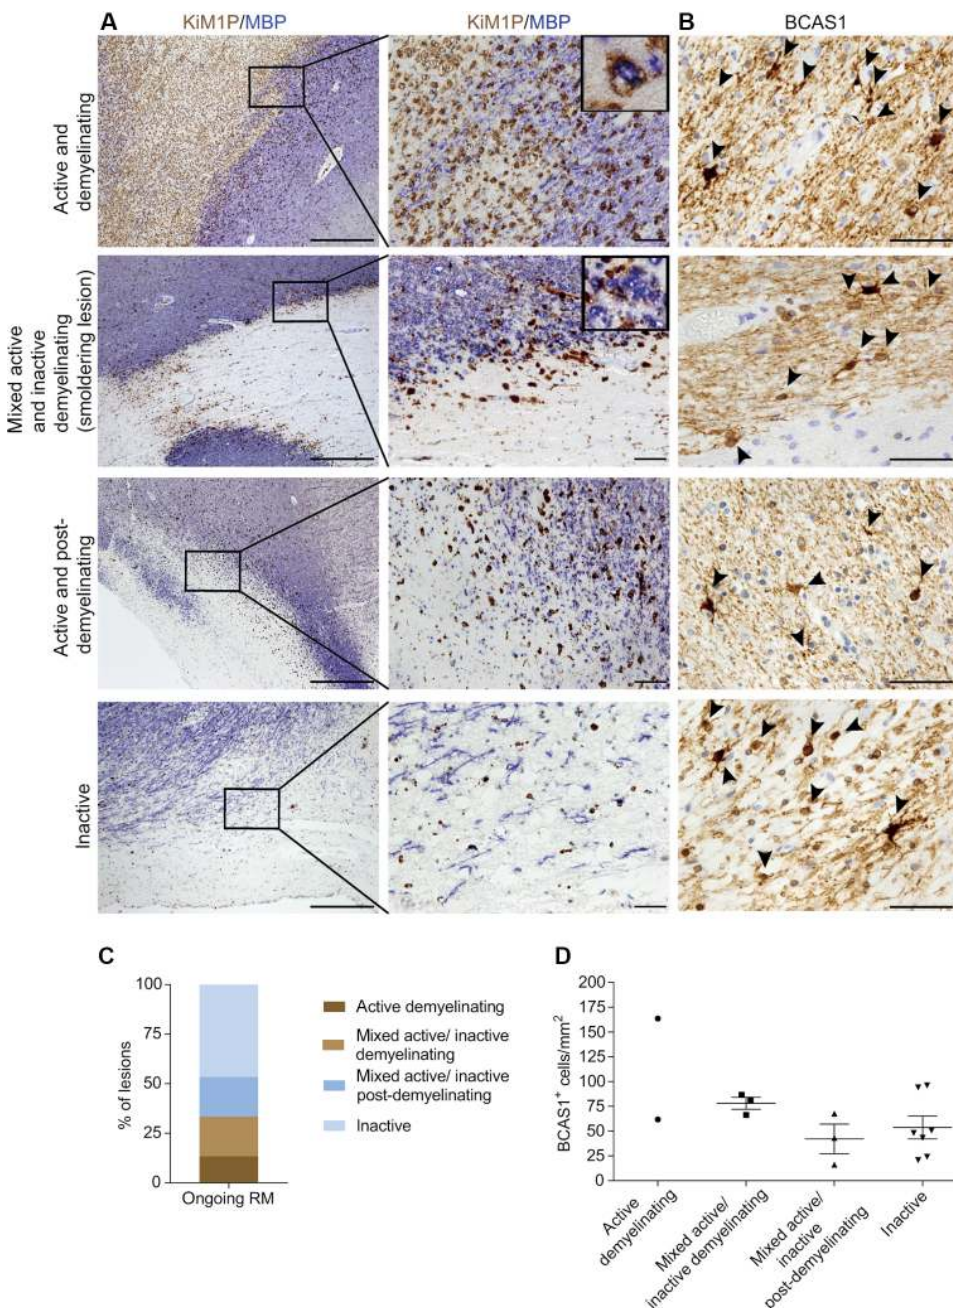 A
KiM1P/MBP
KiM1P/MBP
B
BCAS1
Active and
demyelinating
Mixed active
and inactive
demyelinating
(smoldering lesion)
Active and post-
demyelinating
Inactive
C
100
75
50
25
0
% of lesions
Ongoing RM
Active demyelinating
Mixed active/ inactive
demyelinating
Mixed active/ inactive
post-demyelinating
Inactive
D
200
175
150
125
100
75
50
25
0
BCAS1+ cells/mm2
Active
demyelinating
Mixed active/
inactive demyelinating
Mixed active/
inactive
post-demyelinating
Inactive